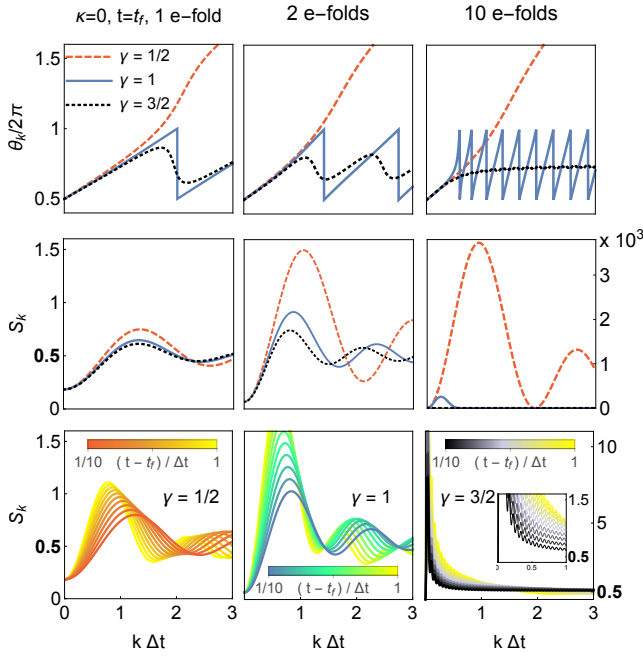 κ=0, t=t_f, 1 e-fold
2 e-folds
10 e-folds
1.5
1.0
0.5
θ_k/2π
γ = 1/2
γ = 1
γ = 3/2
x 10³
1.5
1.0
0.5
0
S_k
3
2
1
0
1.5
1.0
0.5
0
S_k
1/10 (t − t_f) / Δt 1
γ = 1/2
γ = 1
1/10 (t − t_f) / Δt 1
1/10 (t − t_f) / Δt 1
γ = 3/2
1.5
0.5
0 1
10
5
0.5
0 1 2 3
1 2 3
1 2 3
k Δt
k Δt
k Δt